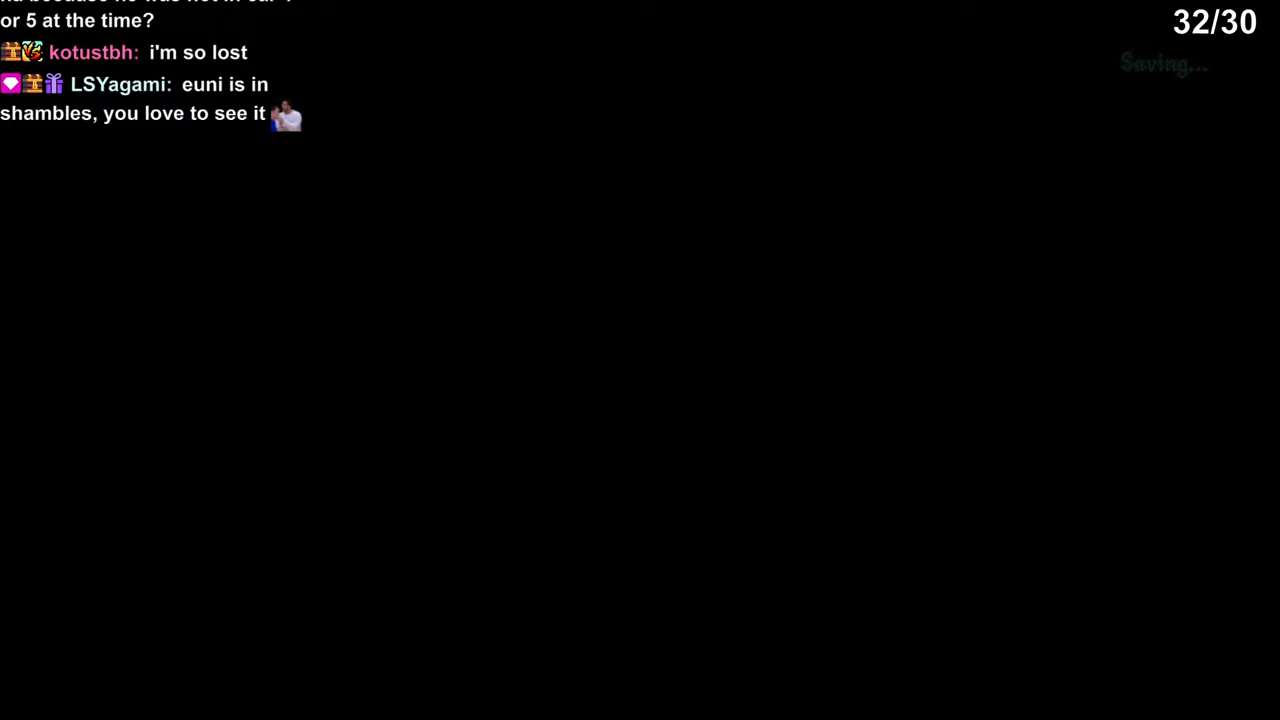 or 5 at the time?
kotustbh: i'm so lost
LSYagami: euni is in
shambles, you love to see it
32/30
Saving...